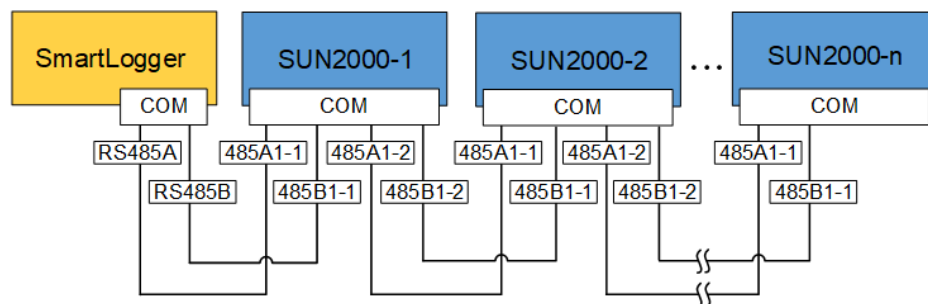 SmartLogger
SUN2000-1
SUN2000-2
...
SUN2000-n
COM
COM
COM
COM
RS485A
485A1-1
485A1-2
485A1-1
485A1-2
485A1-1
RS485B
485B1-1
485B1-2
485B1-1
485B1-2
485B1-1